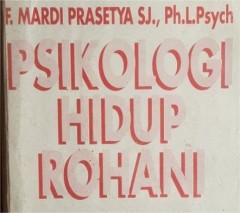 F. MARDI PRASETYA SJ., Ph.L.Psych
PSIKOLOGI
HIDUP
ROHANI